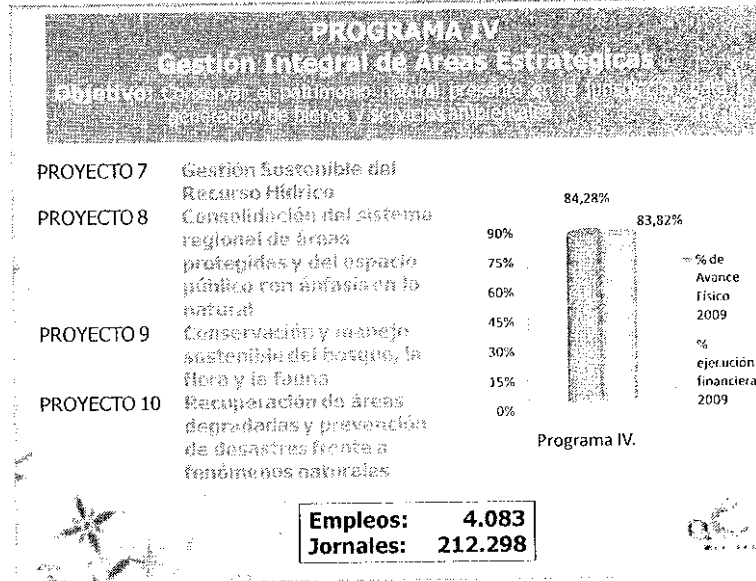 PROGRAMA IV
Gestión Integral de Áreas Estratégicas
Objetivo: Conservar el patrimonio natural presente en la jurisdicción para la
generación de bienes y servicios ambientales
PROYECTO 7 Gestión Sostenible del
Recurso Hídrico
PROYECTO 8 Consolidación del sistema
regional de áreas
protegidas y del espacio
público con énfasis en lo
natural
PROYECTO 9 Conservación y manejo
sostenible del bosque, la
flora y la fauna
PROYECTO 10 Recuperación de áreas
degradadas y prevención
de desastres frente a
fenómenos naturales
84,28%
83,82%
90%
75%
60%
45%
30%
15%
0%
Programa IV.
% de
Avance
Físico
2009
%
ejerución
financiera
2009
Empleos: 4.083
Jornales: 212.298